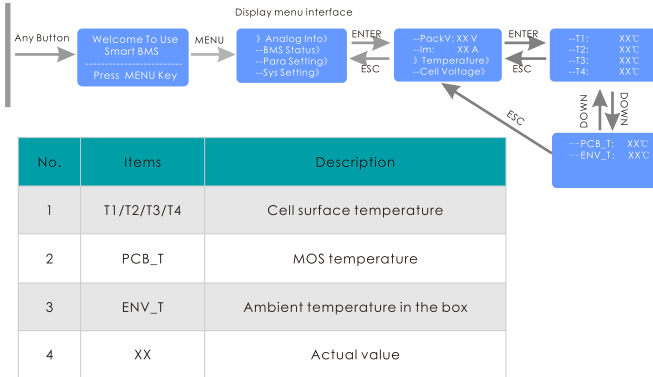 Display menu interface
Any Button
Welcome To Use
Smart BMS
Press MENU Key
MENU
》Analog Info》
--BMS Status》
--Para Setting》
--Sys Setting》
ENTER
ESC
--PackV: XX V
--Im: XX A
》Temperature》
--Cell Voltage》
ENTER
ESC
--T1: XX℃
--T2: XX℃
--T3: XX℃
--T4: XX℃
DOWN
DOWN
ESC
--PCB_T: XX℃
--ENV_T: XX℃
No. Items Description
1 T1/T2/T3/T4 Cell surface temperature
2 PCB_T MOS temperature
3 ENV_T Ambient temperature in the box
4 XX Actual value